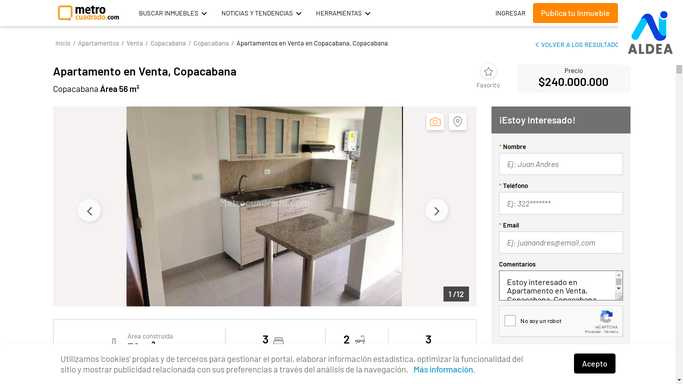 metro
cuadrado.com
BUSCAR INMUEBLES
NOTICIAS Y TENDENCIAS
HERRAMIENTAS
INGRESAR
Publica tu Inmueble
ALDEA
Inicio / Apartamentos / Venta / Copacabana / Copacabana / Apartamentos en Venta en Copacabana, Copacabana
< VOLVER A LOS RESULTADO
Apartamento en Venta, Copacabana
Copacabana Área 56 m²
Favorito
Precio
$240.000.000
1 /12
¡Estoy Interesado!
* Nombre
Ej: Juan Andres
* Teléfono
Ej: 322*******
* Email
Ej: juanandres@email.com
Comentarios
Estoy interesado en
Apartamento en Venta,
Copacabana, Copacabana
No soy un robot
reCAPTCHA
Privacidad - Términos
Área construida
3
2
3
Utilizamos 'cookies' propias y de terceros para gestionar el portal, elaborar información estadística, optimizar la funcionalidad del
sitio y mostrar publicidad relacionada con sus preferencias a través del análisis de la navegación. Más información.
Acepto